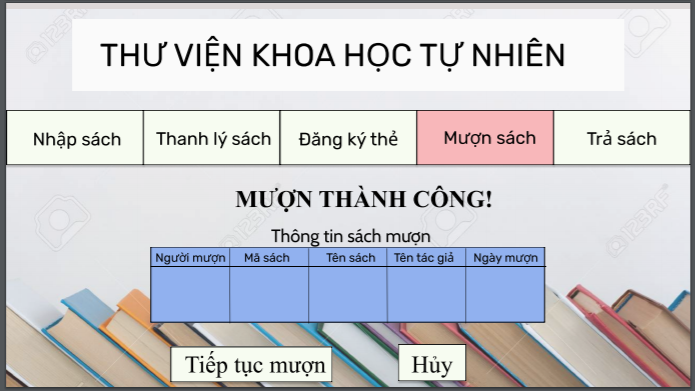 THƯ VIỆN KHOA HỌC TỰ NHIÊN
Nhập sách
Thanh lý sách
Đăng ký thẻ
Mượn sách
Trả sách
MƯỢN THÀNH CÔNG!
Thông tin sách mượn
Người mượn
Mã sách
Tên sách
Tên tác giả
Ngày mượn
Tiếp tục mượn
Hủy
123RF